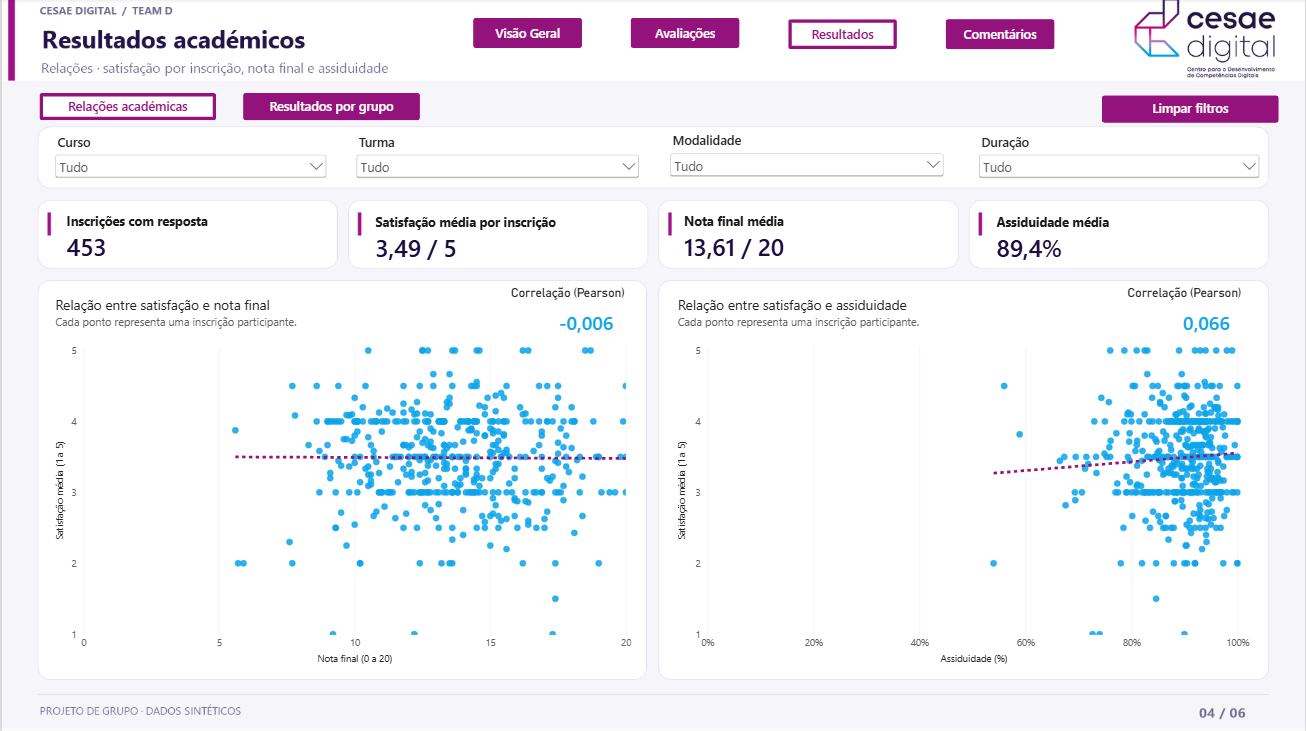 CESAE DIGITAL / TEAM D
Resultados académicos
Relações · satisfação por inscrição, nota final e assiduidade
Visão Geral
Avaliações
Resultados
Comentários
cesae
digital
Centro para o Desenvolvimento
de Competências Digitais
Relações académicas
Resultados por grupo
Limpar filtros
Curso
Tudo
Turma
Tudo
Modalidade
Tudo
Duração
Tudo
Inscrições com resposta
453
Satisfação média por inscrição
3,49 / 5
Nota final média
13,61 / 20
Assiduidade média
89,4%
Relação entre satisfação e nota final
Cada ponto representa uma inscrição participante.
Correlação (Pearson)
-0,006
Satisfação média (1 a 5)
5
4
3
2
1
0
5
10
15
20
Nota final (0 a 20)
Relação entre satisfação e assiduidade
Cada ponto representa uma inscrição participante.
Correlação (Pearson)
0,066
Satisfação média (1 a 5)
5
4
3
2
1
0%
20%
40%
60%
80%
100%
Assiduidade (%)
PROJETO DE GRUPO · DADOS SINTÉTICOS
04 / 06